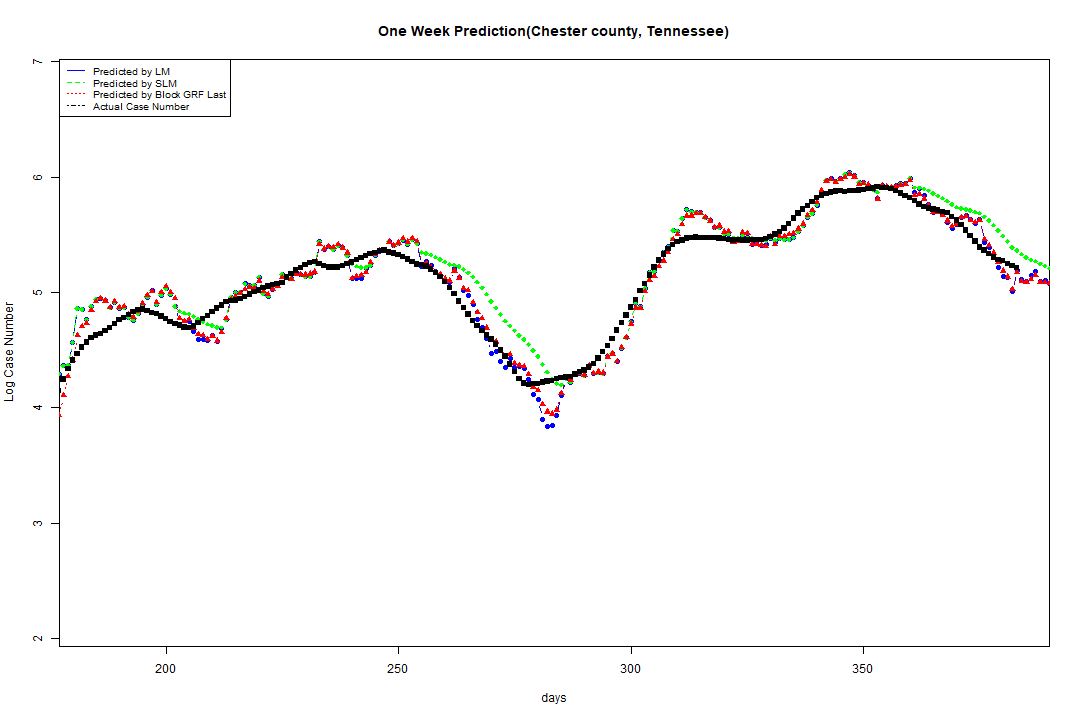 One Week Prediction(Chester county, Tennessee)
Predicted by LM
Predicted by SLM
Predicted by Block GRF Last
Actual Case Number
7
6
5
4
3
2
Log Case Number
200 250 300 350
days